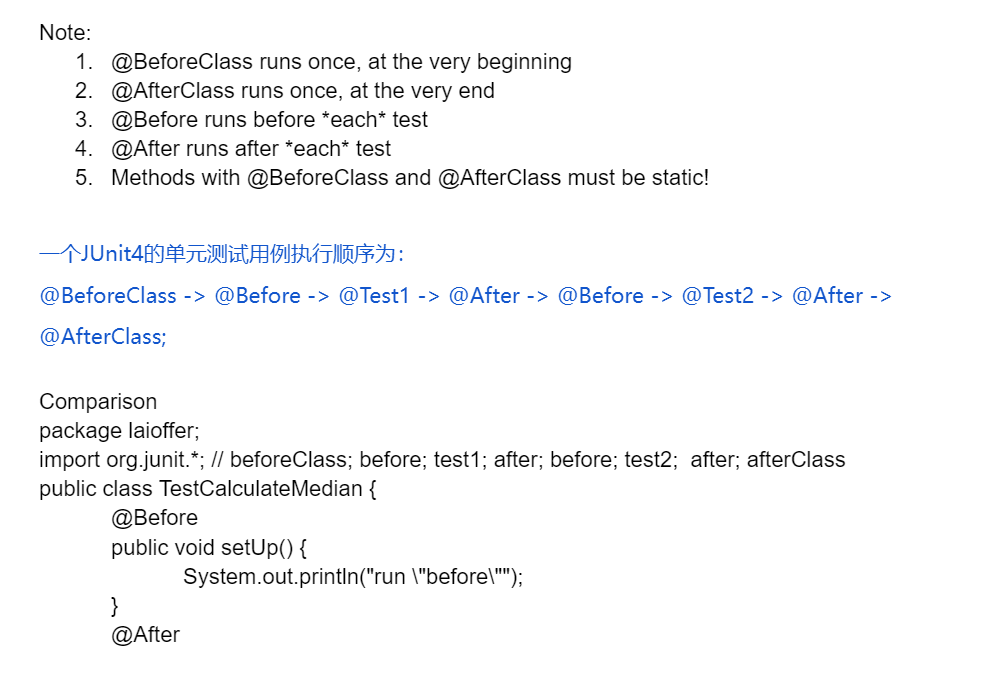 Note:
1. @BeforeClass runs once, at the very beginning
2. @AfterClass runs once, at the very end
3. @Before runs before *each* test
4. @After runs after *each* test
5. Methods with @BeforeClass and @AfterClass must be static!
一个JUnit4的单元测试用例执行顺序为：
@BeforeClass -> @Before -> @Test1 -> @After -> @Before -> @Test2 -> @After ->
@AfterClass;
Comparison
package laioffer;
import org.junit.*; // beforeClass; before; test1; after; before; test2;  after; afterClass
public class TestCalculateMedian {
@Before
public void setUp() {
System.out.println("run \"before\"");
}
@After